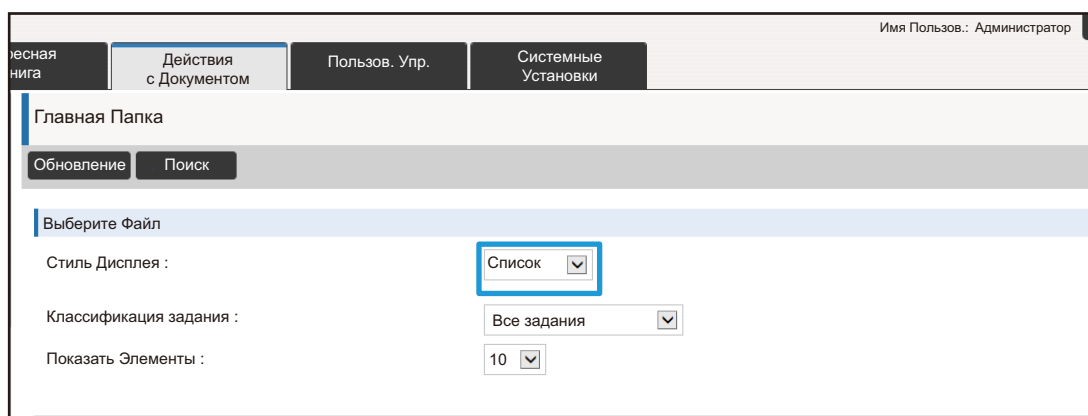 Имя Пользов.: Администратор
ресная
нига
Действия
с Документом
Пользов. Упр.
Системные
Установки
Главная Папка
Обновление Поиск
Выберите Файл
Стиль Дисплея : Список
Классификация задания : Все задания
Показать Элементы : 10